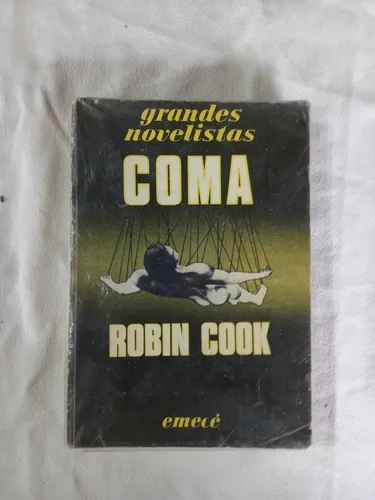 grandes
novelistas
COMA
ROBIN COOK
emecé